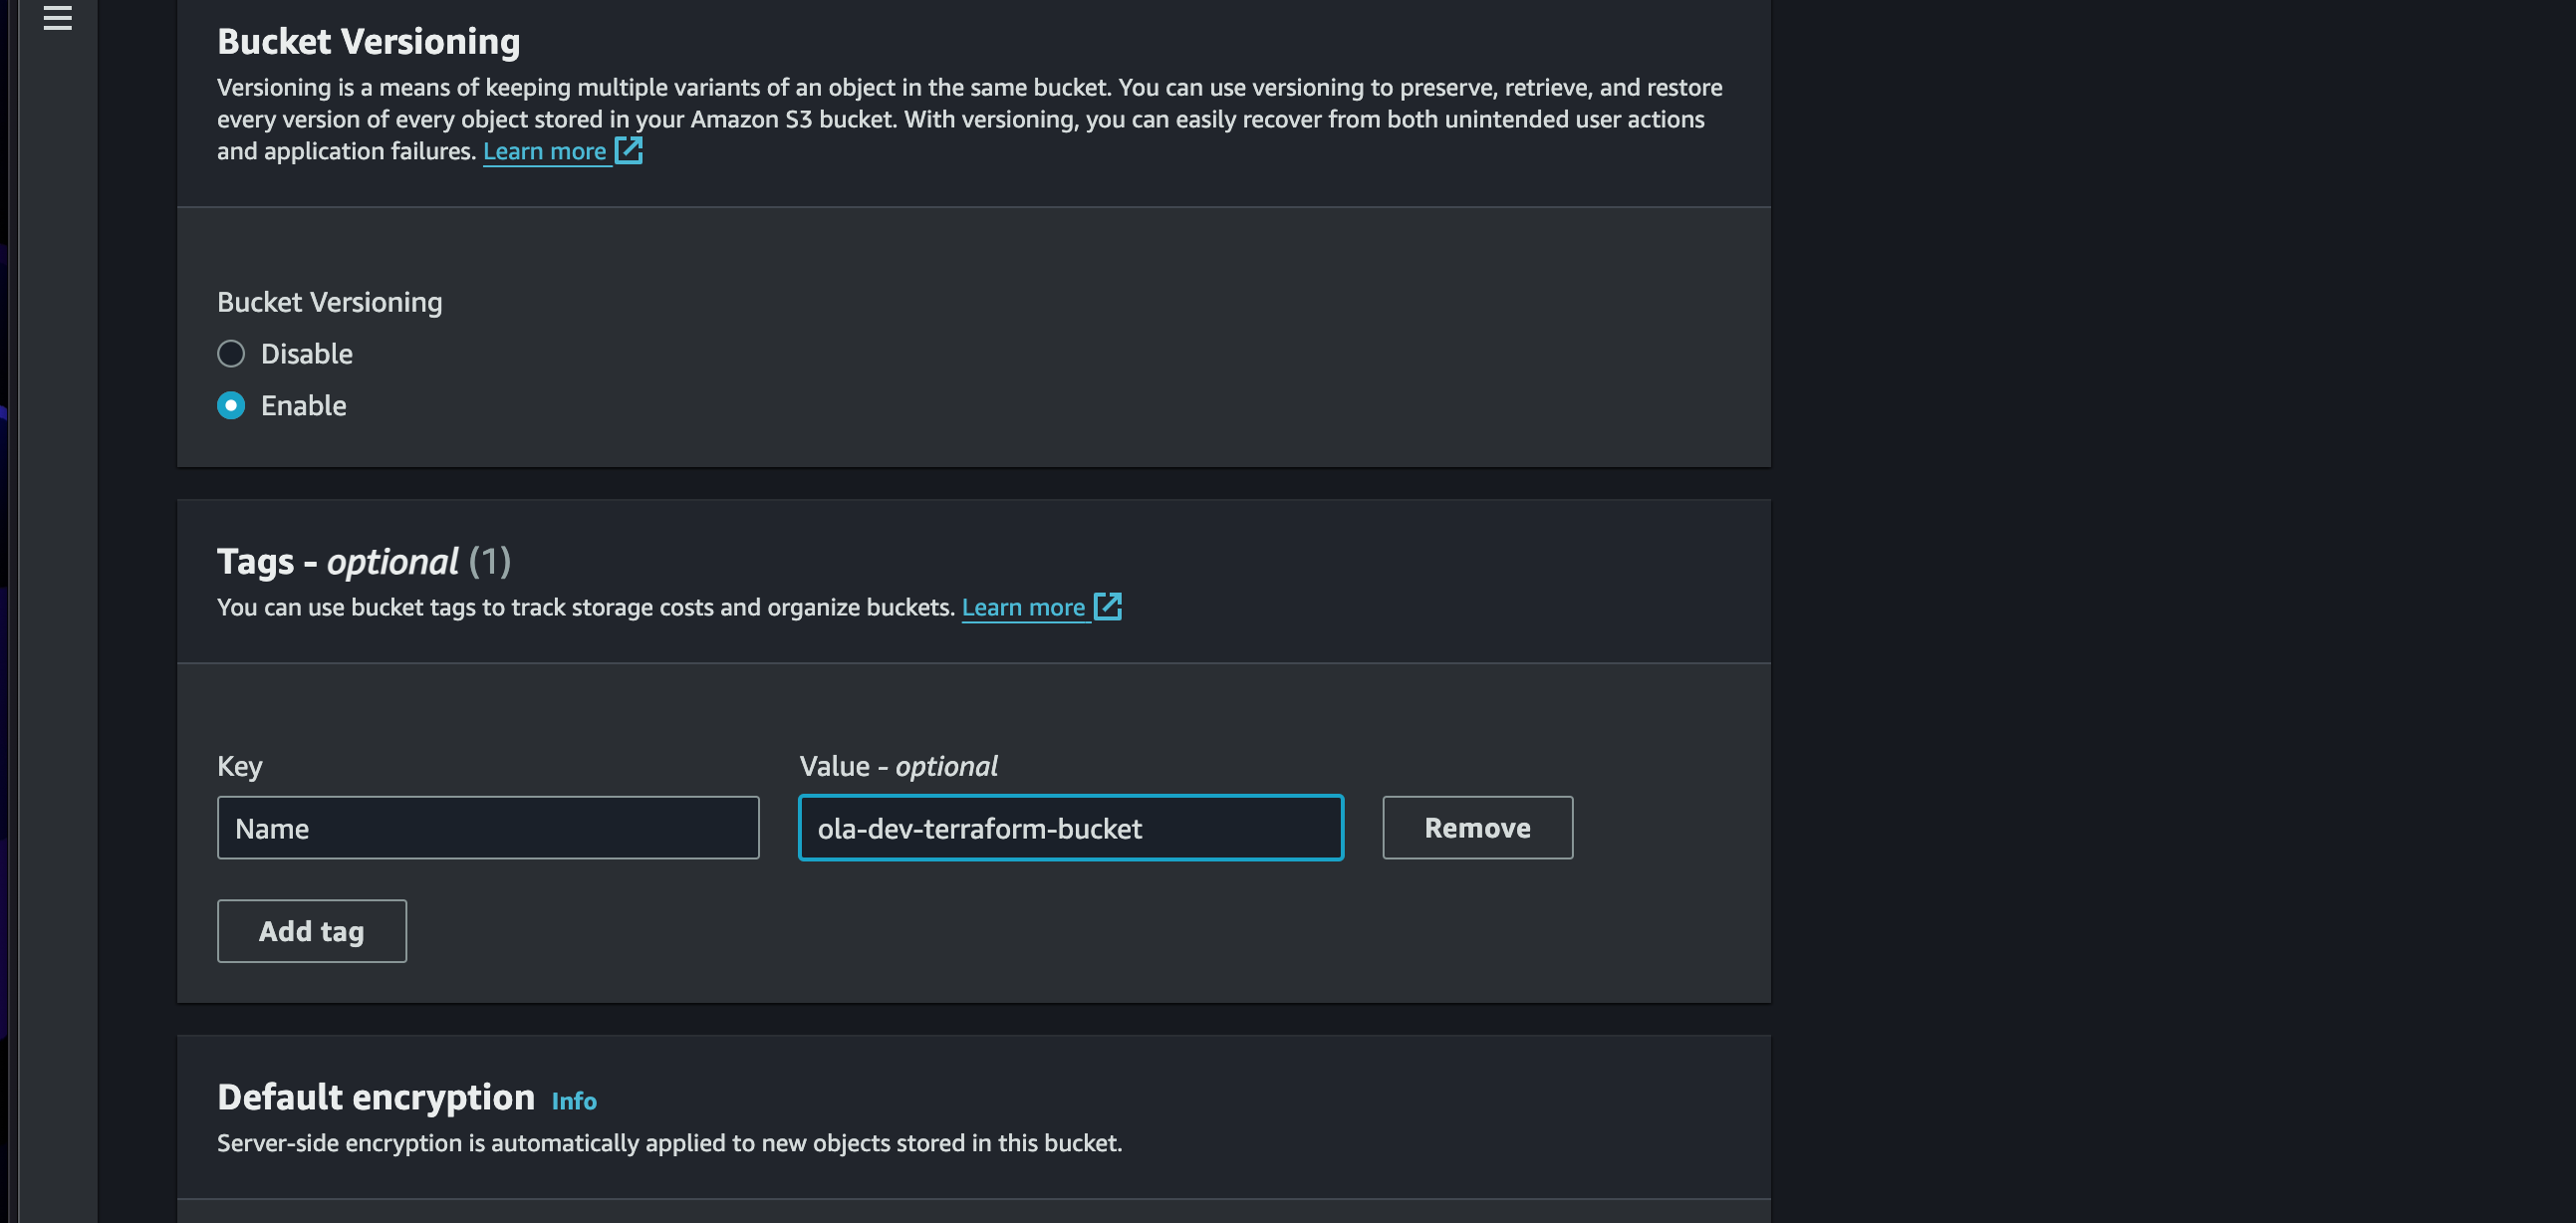 Bucket Versioning
Versioning is a means of keeping multiple variants of an object in the same bucket. You can use versioning to preserve, retrieve, and restore
every version of every object stored in your Amazon S3 bucket. With versioning, you can easily recover from both unintended user actions
and application failures. Learn more
Bucket Versioning
Disable
Enable
Tags - optional (1)
You can use bucket tags to track storage costs and organize buckets. Learn more
Key Value - optional
Name ola-dev-terraform-bucket Remove
Add tag
Default encryption Info
Server-side encryption is automatically applied to new objects stored in this bucket.